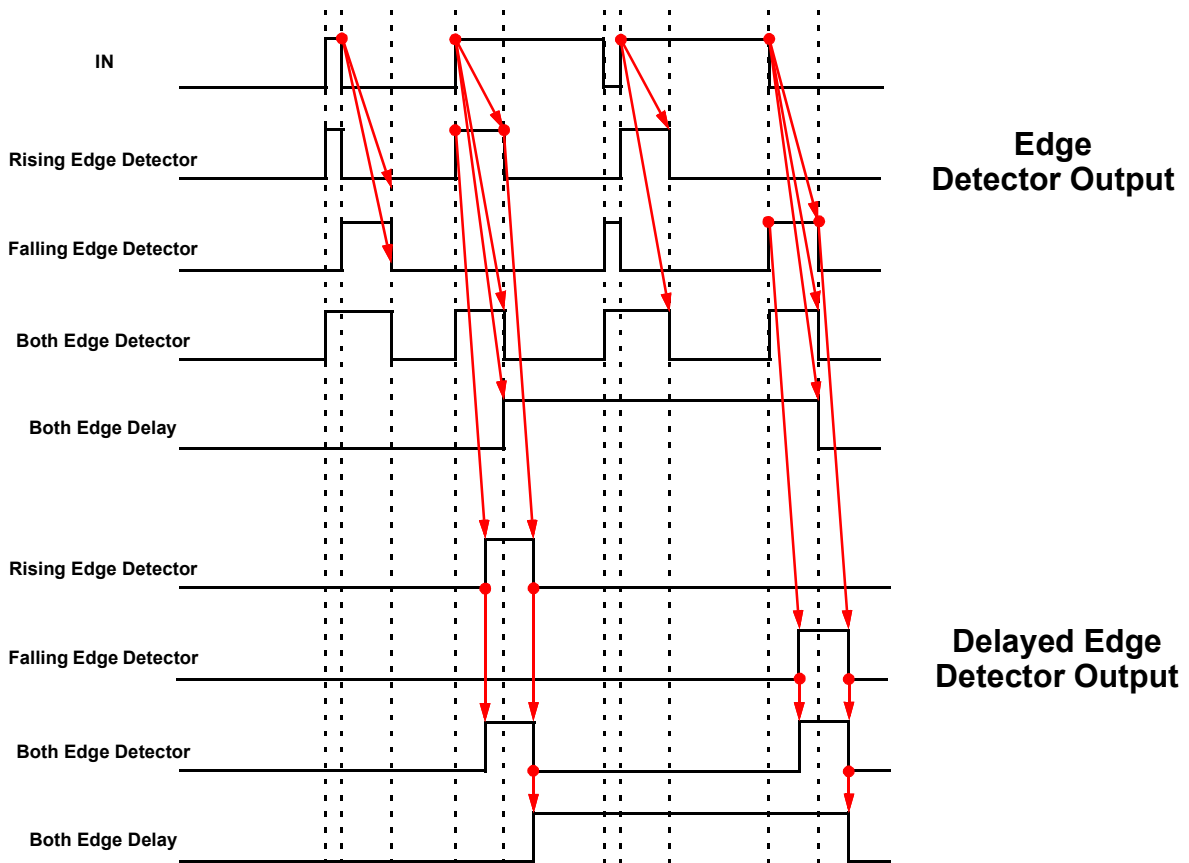 IN
Rising Edge Detector
Edge
Detector Output
Falling Edge Detector
Both Edge Detector
Both Edge Delay
Rising Edge Detector
Falling Edge Detector
Delayed Edge
Detector Output
Both Edge Detector
Both Edge Delay